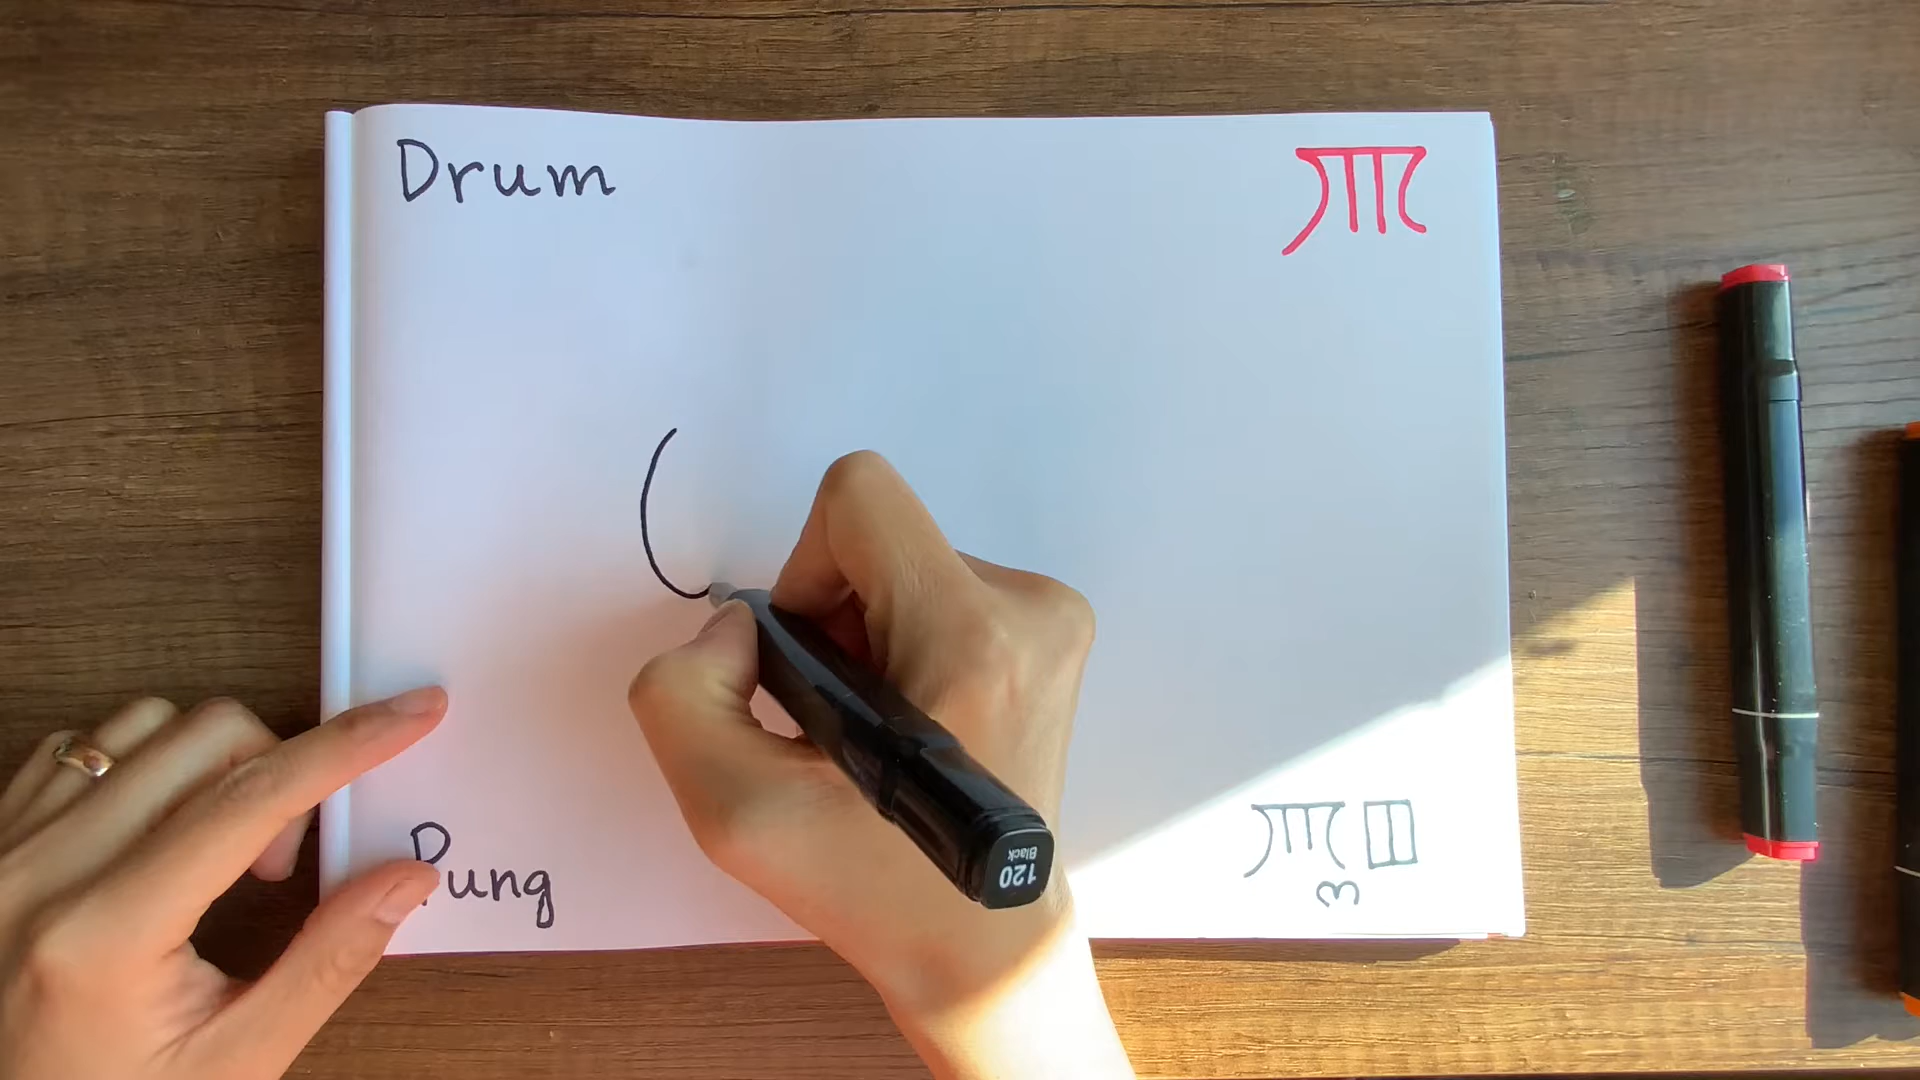 Drum
ꯄ
Pung
ꯄꯨꯡ
120
Black